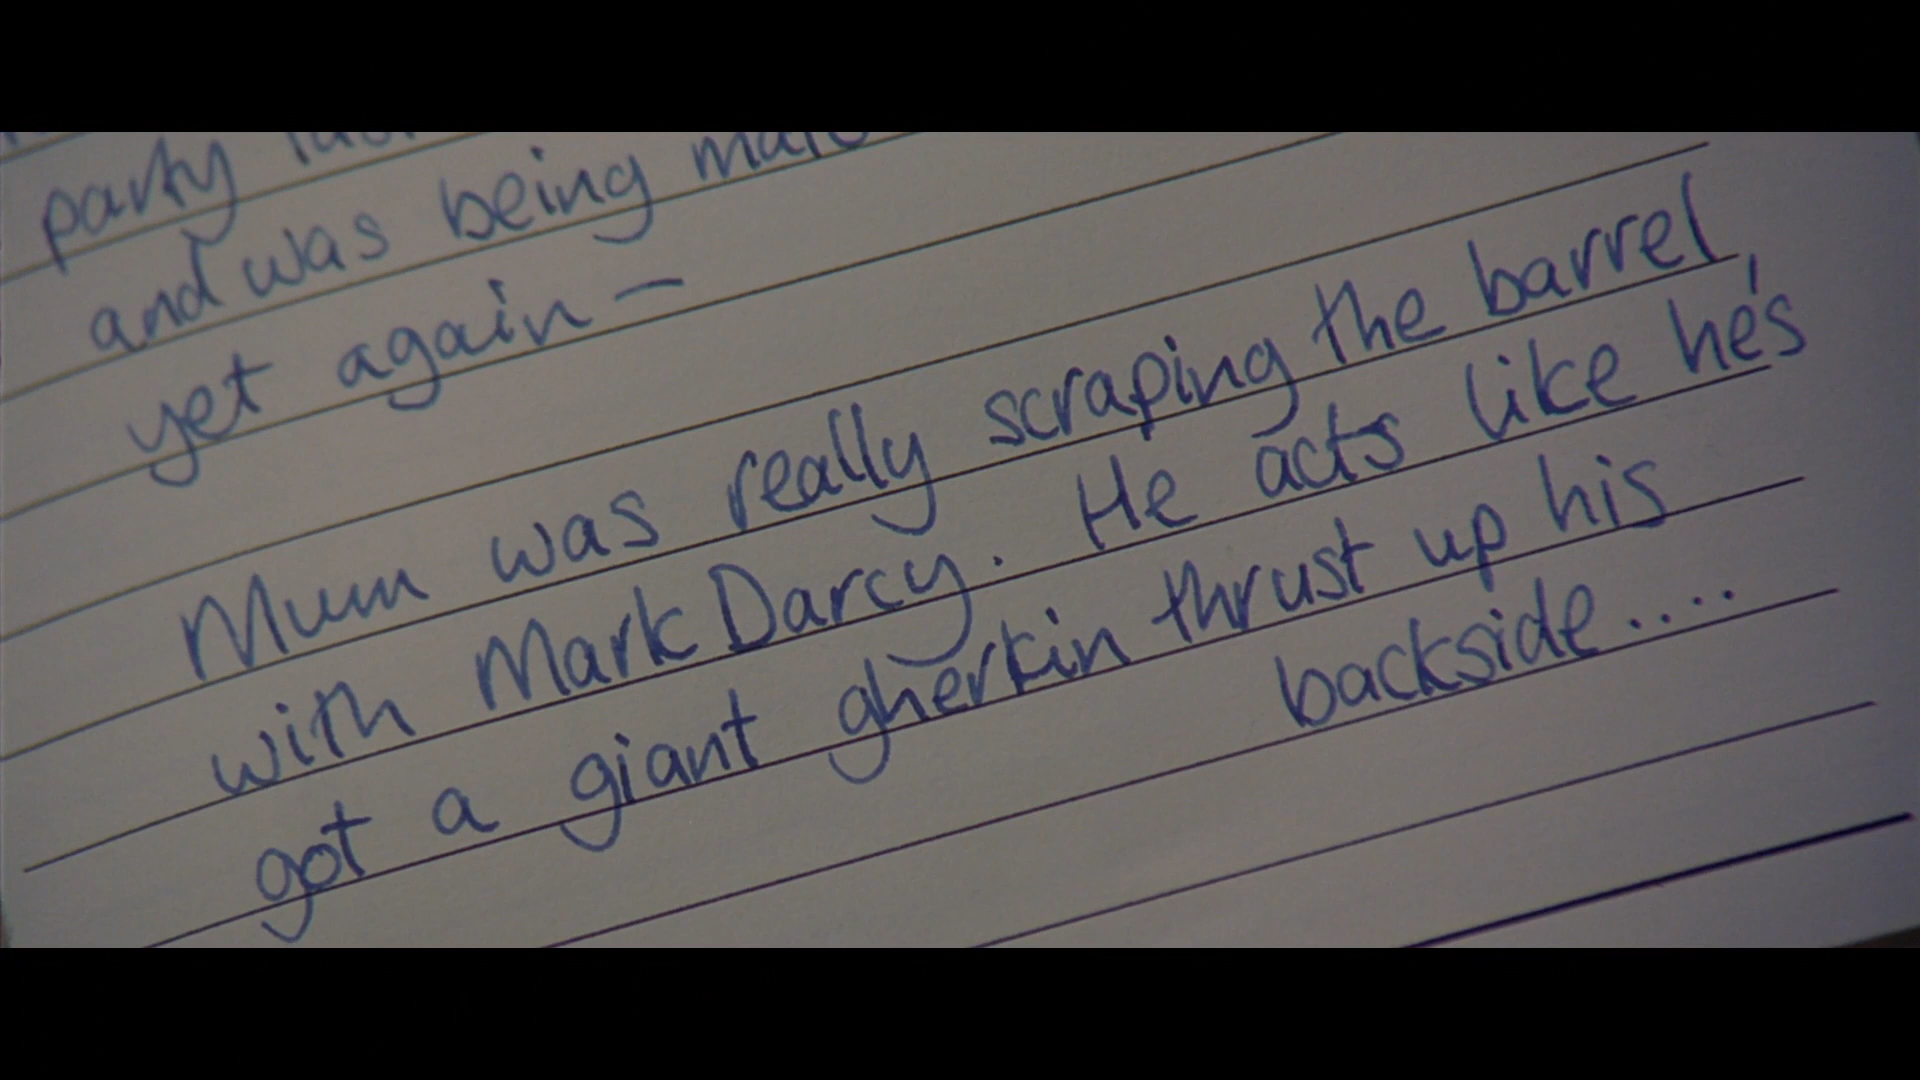 party
and was being
yet again —
Mum was really scraping the barrel,
with Mark Darcy. He acts like he's
got a giant gherkin thrust up his
backside....